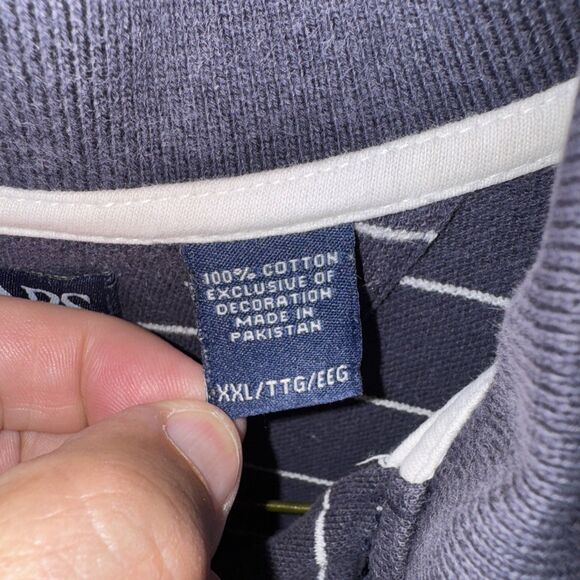 100% COTTON
EXCLUSIVE OF
DECORATION
MADE IN
PAKISTAN
XXL/TTG/EEG